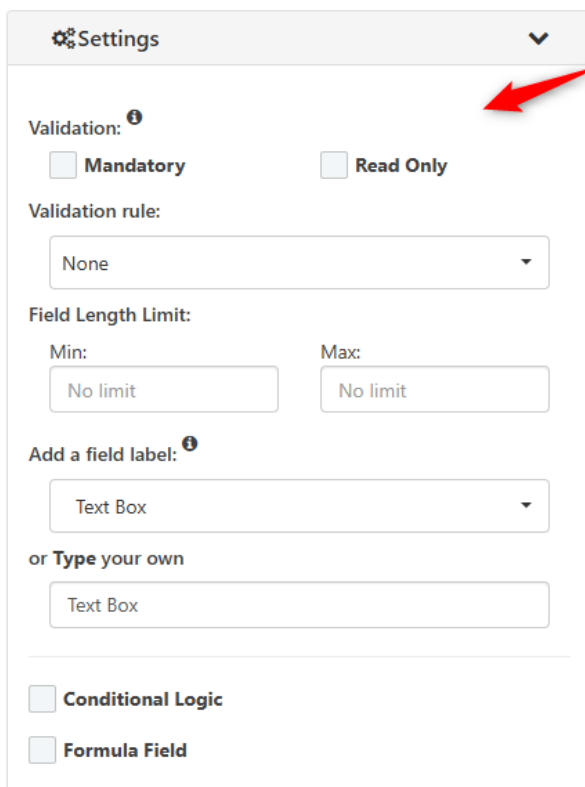 Settings
Validation:
Mandatory Read Only
Validation rule:
None
Field Length Limit:
Min: Max:
No limit No limit
Add a field label:
Text Box
or Type your own
Text Box
Conditional Logic
Formula Field